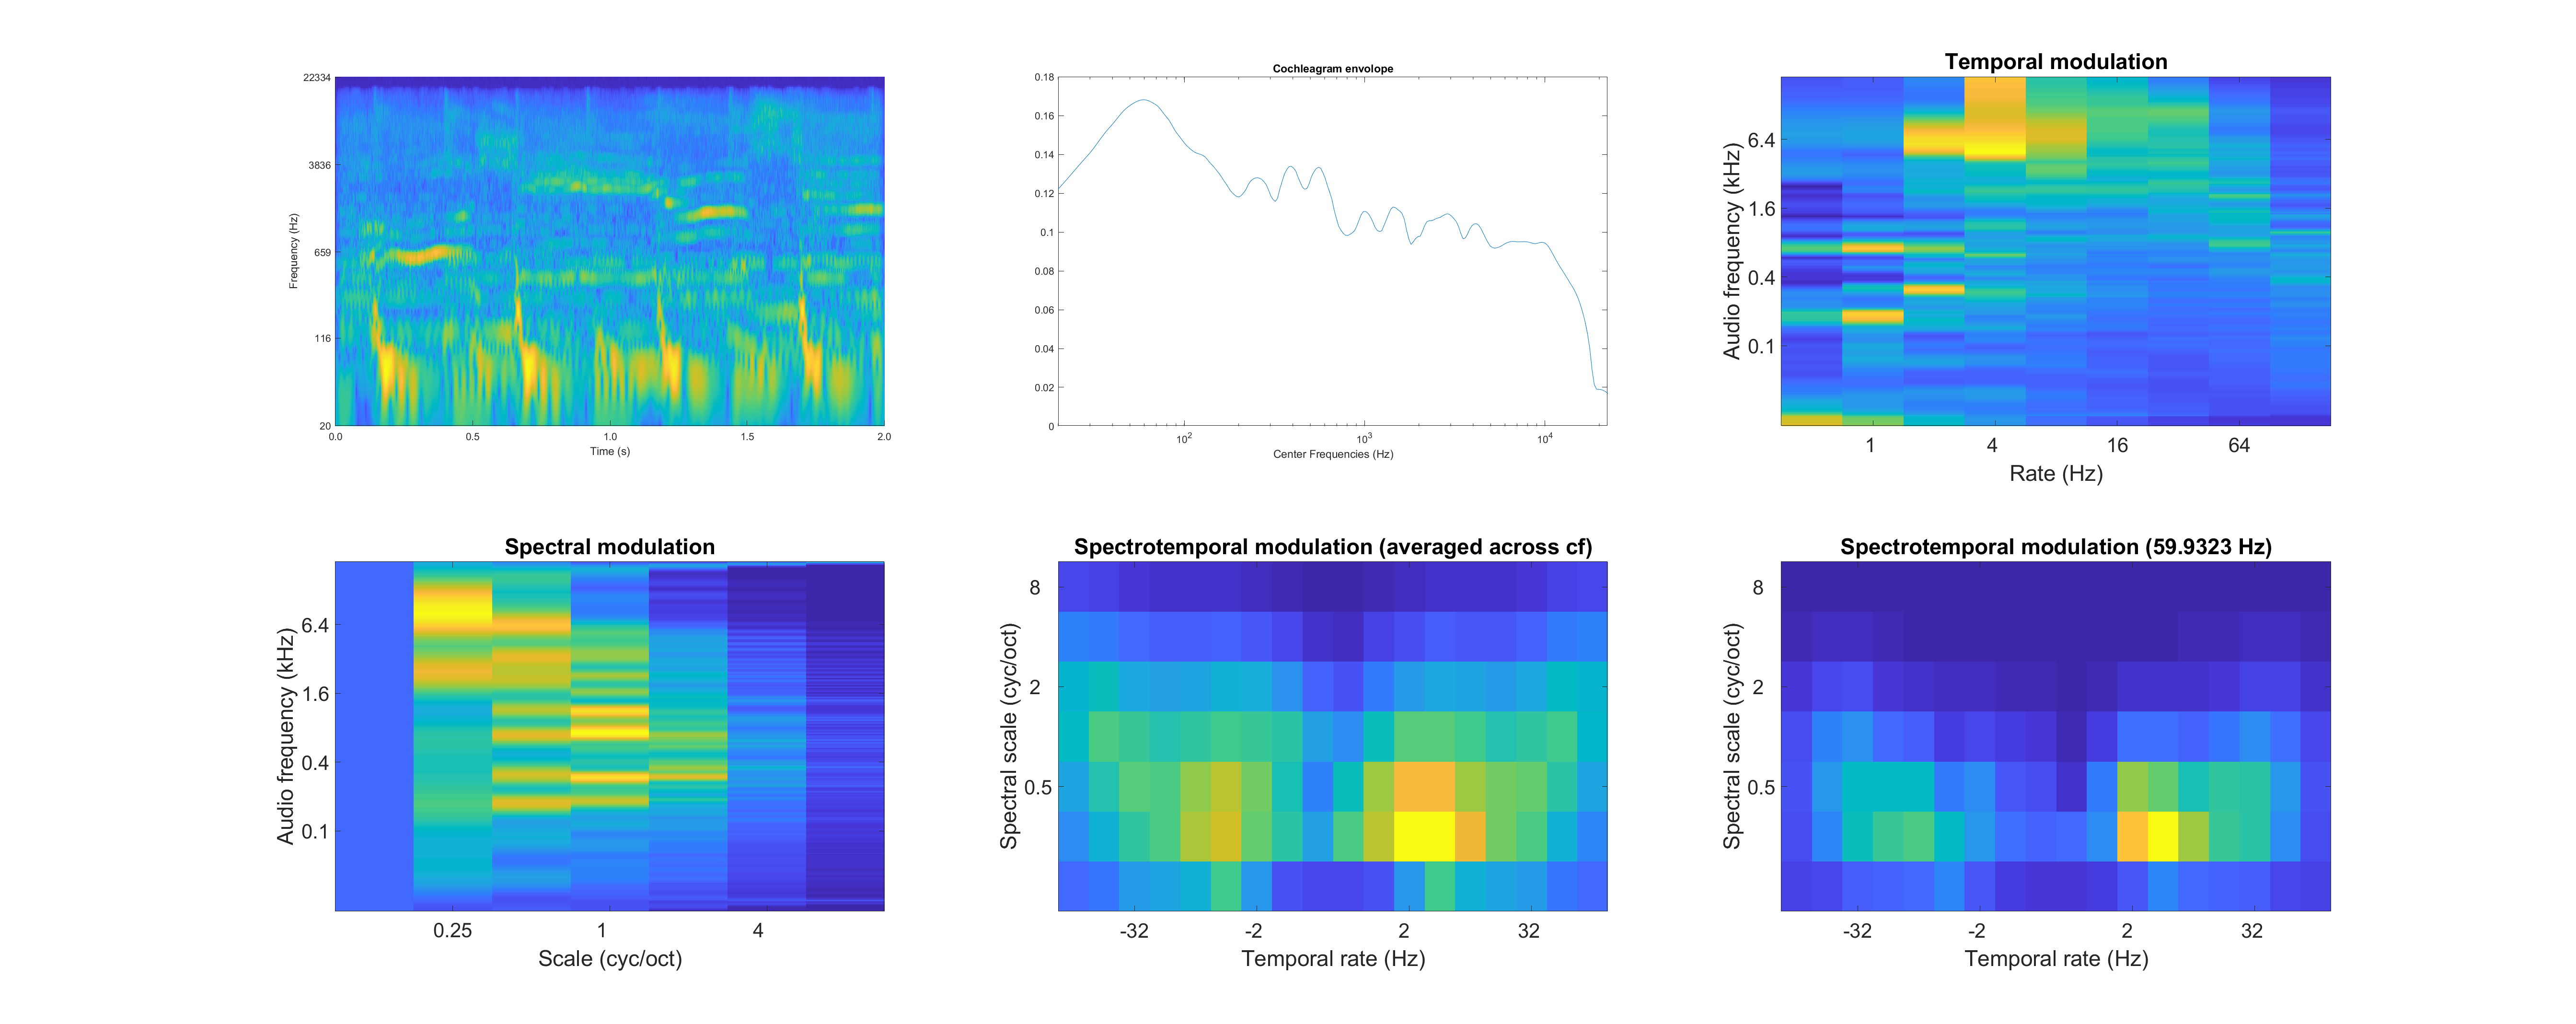 22334
3836
659
116
20
Frequency (Hz)
0.0 0.5 1.0 1.5 2.0
Time (s)
Cochleagram envolope
0.18
0.16
0.14
0.12
0.1
0.08
0.06
0.04
0.02
0
10^2 10^3 10^4
Center Frequencies (Hz)
Temporal modulation
6.4
1.6
0.4
0.1
Audio frequency (kHz)
1 4 16 64
Rate (Hz)
Spectral modulation
6.4
1.6
0.4
0.1
Audio frequency (kHz)
0.25 1 4
Scale (cyc/oct)
Spectrotemporal modulation (averaged across cf)
8
2
0.5
Spectral scale (cyc/oct)
-32 -2 2 32
Temporal rate (Hz)
Spectrotemporal modulation (59.9323 Hz)
8
2
0.5
Spectral scale (cyc/oct)
-32 -2 2 32
Temporal rate (Hz)